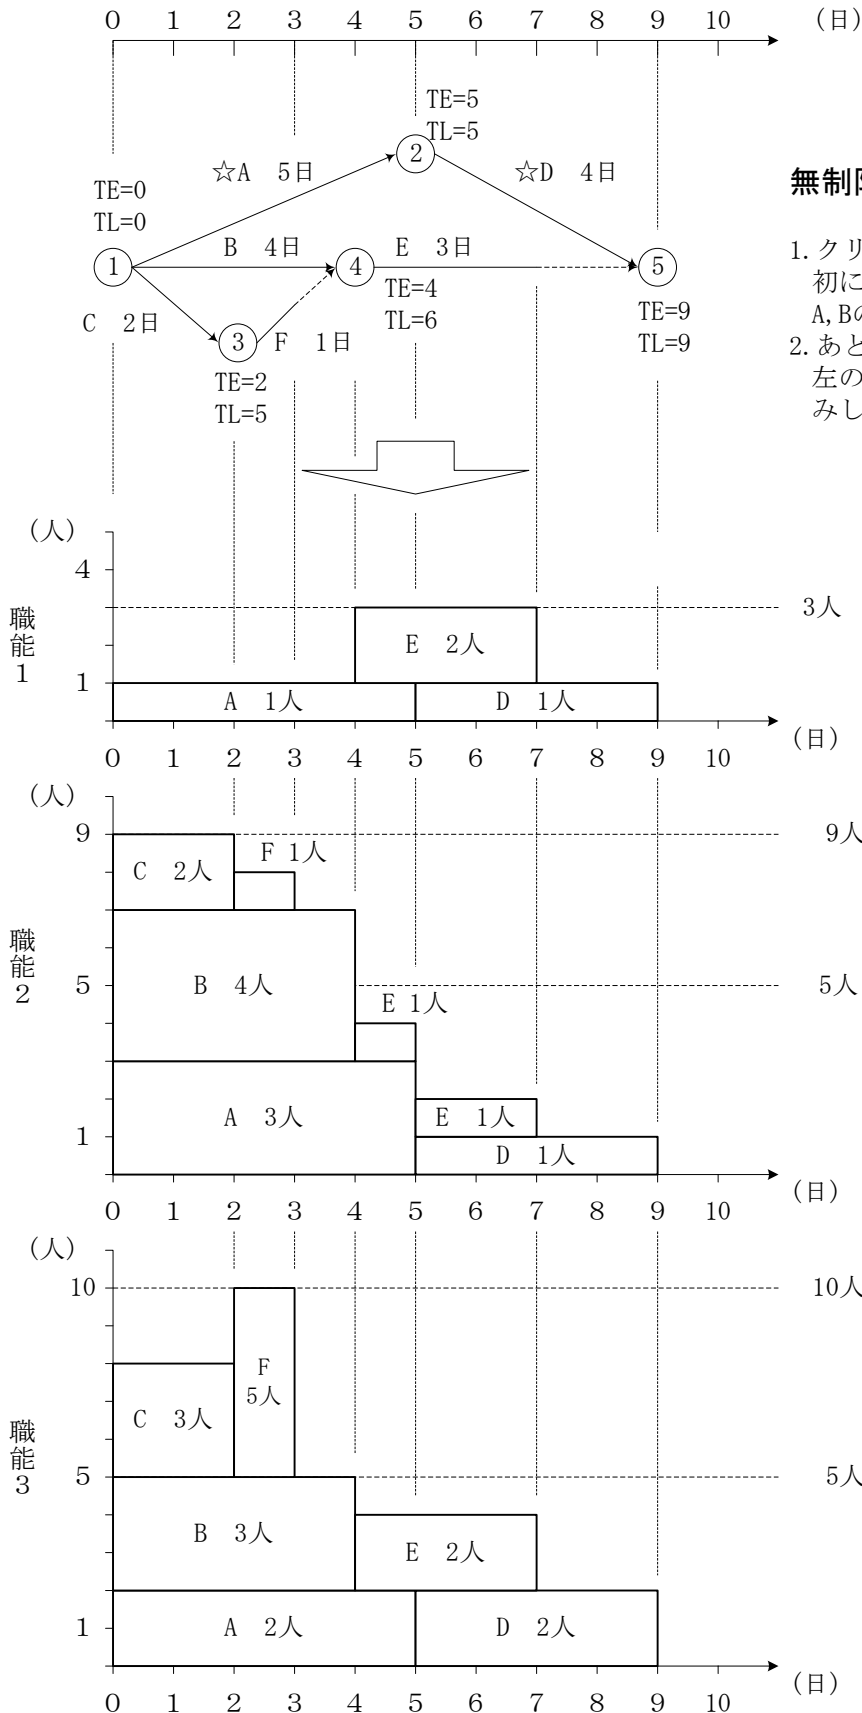 0 1 2 3 4 5 6 7 8 9 10 (日)
TE=5
TL=5
②
☆A 5日
☆D 4日
TE=0
TL=0
①
B 4日
④
E 3日
⑤
TE=4
TL=6
TE=9
TL=9
C 2日
③
F 1日
TE=2
TL=5
無制
1.クリ
初に
A,Bの
2.あと
左の
みし
(人)
4
職能1
3人
E 2人
1
A 1人
D 1人
(日)
0 1 2 3 4 5 6 7 8 9 10
(人)
9
9人
C 2人
F 1人
職能2
5
B 4人
5人
E 1人
A 3人
E 1人
1
D 1人
(日)
0 1 2 3 4 5 6 7 8 9 10
(人)
10
10人
F
5人
C 3人
職能3
5
5人
B 3人
E 2人
1
A 2人
D 2人
(日)
0 1 2 3 4 5 6 7 8 9 10